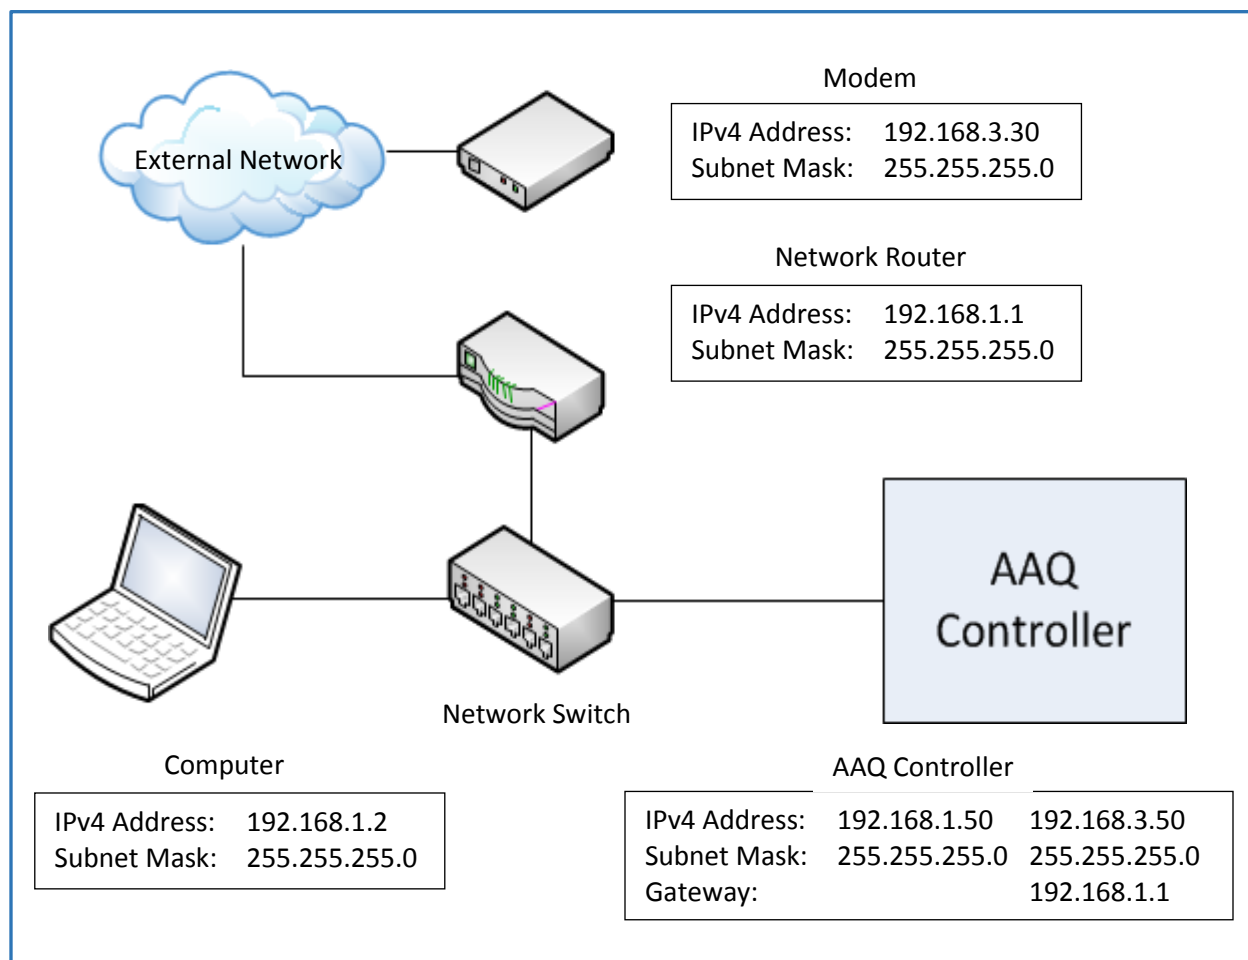 Modem
IPv4 Address: 192.168.3.30
Subnet Mask: 255.255.255.0
External Network
Network Router
IPv4 Address: 192.168.1.1
Subnet Mask: 255.255.255.0
AAQ
Controller
Network Switch
Computer
IPv4 Address: 192.168.1.2
Subnet Mask: 255.255.255.0
AAQ Controller
IPv4 Address: 192.168.1.50 192.168.3.50
Subnet Mask: 255.255.255.0 255.255.255.0
Gateway: 192.168.1.1